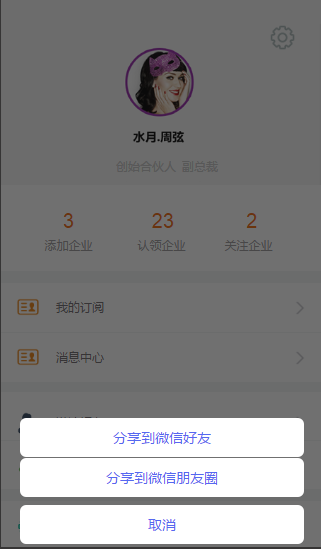 水月.周弦
创始合伙人 副总裁
3 23 2
添加企业 认领企业 关注企业
我的订阅
消息中心
分享到微信好友
分享到微信朋友圈
取消